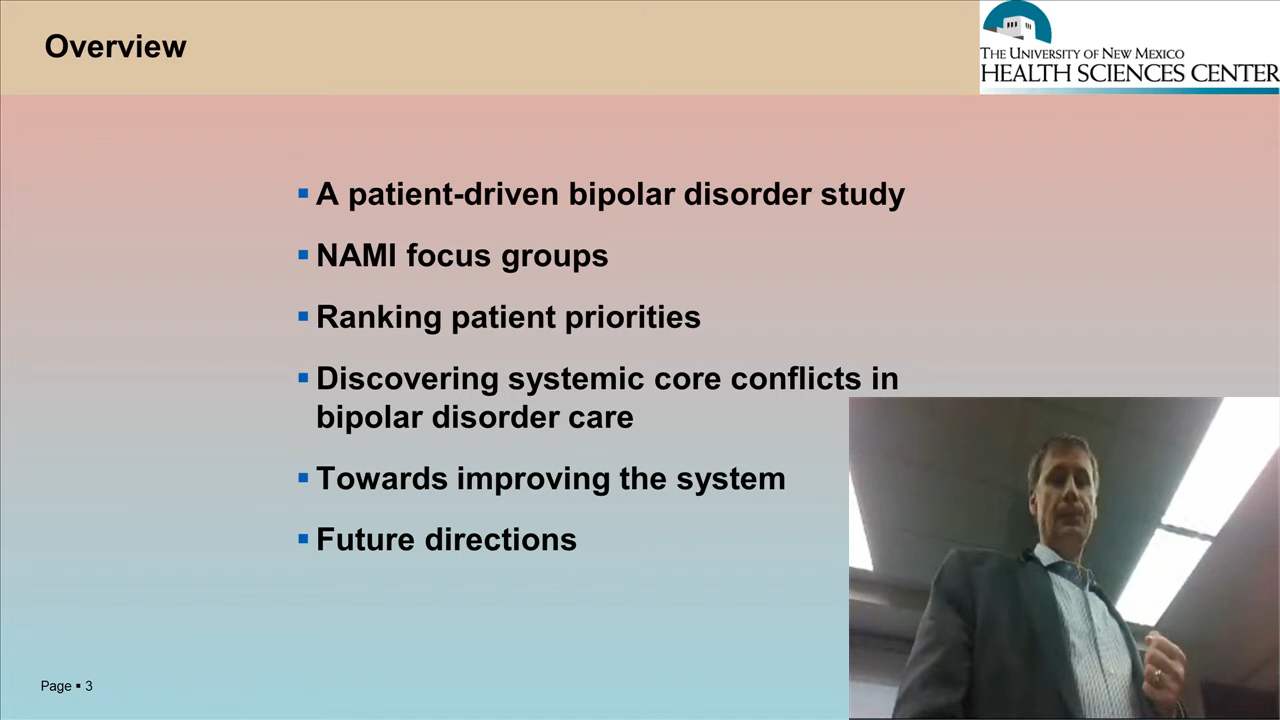 Overview
THE UNIVERSITY OF NEW MEXICO
HEALTH SCIENCES CENTER
▪ A patient-driven bipolar disorder study
▪ NAMI focus groups
▪ Ranking patient priorities
▪ Discovering systemic core conflicts in
bipolar disorder care
▪ Towards improving the system
▪ Future directions
Page ▪ 3